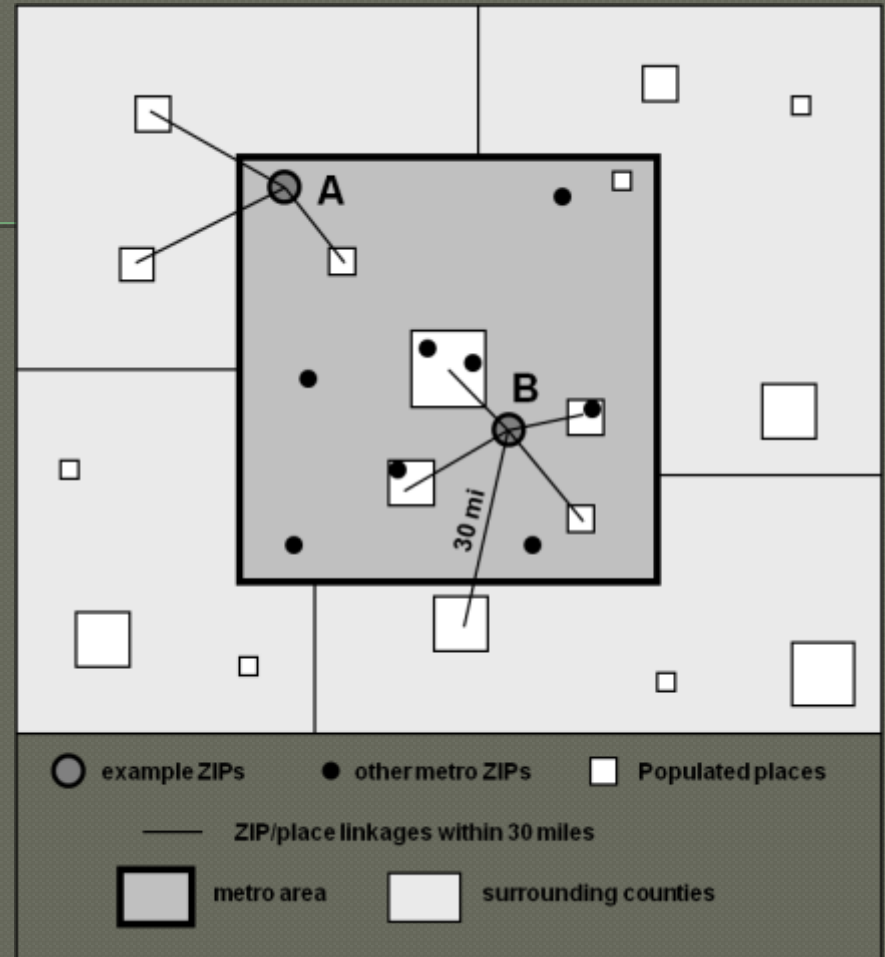 A
B
30 mi
example ZIPs
other metro ZIPs
Populated places
ZIP/place linkages within 30 miles
metro area
surrounding counties